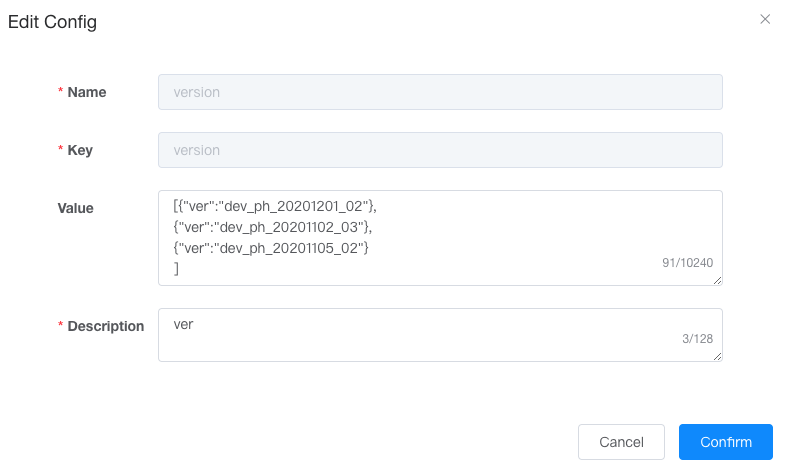 Edit Config
* Name
version
* Key
version
Value
[{"ver":"dev_ph_20201201_02"},
{"ver":"dev_ph_20201102_03"},
{"ver":"dev_ph_20201105_02"}
]
91/10240
* Description
ver
3/128
Cancel
Confirm